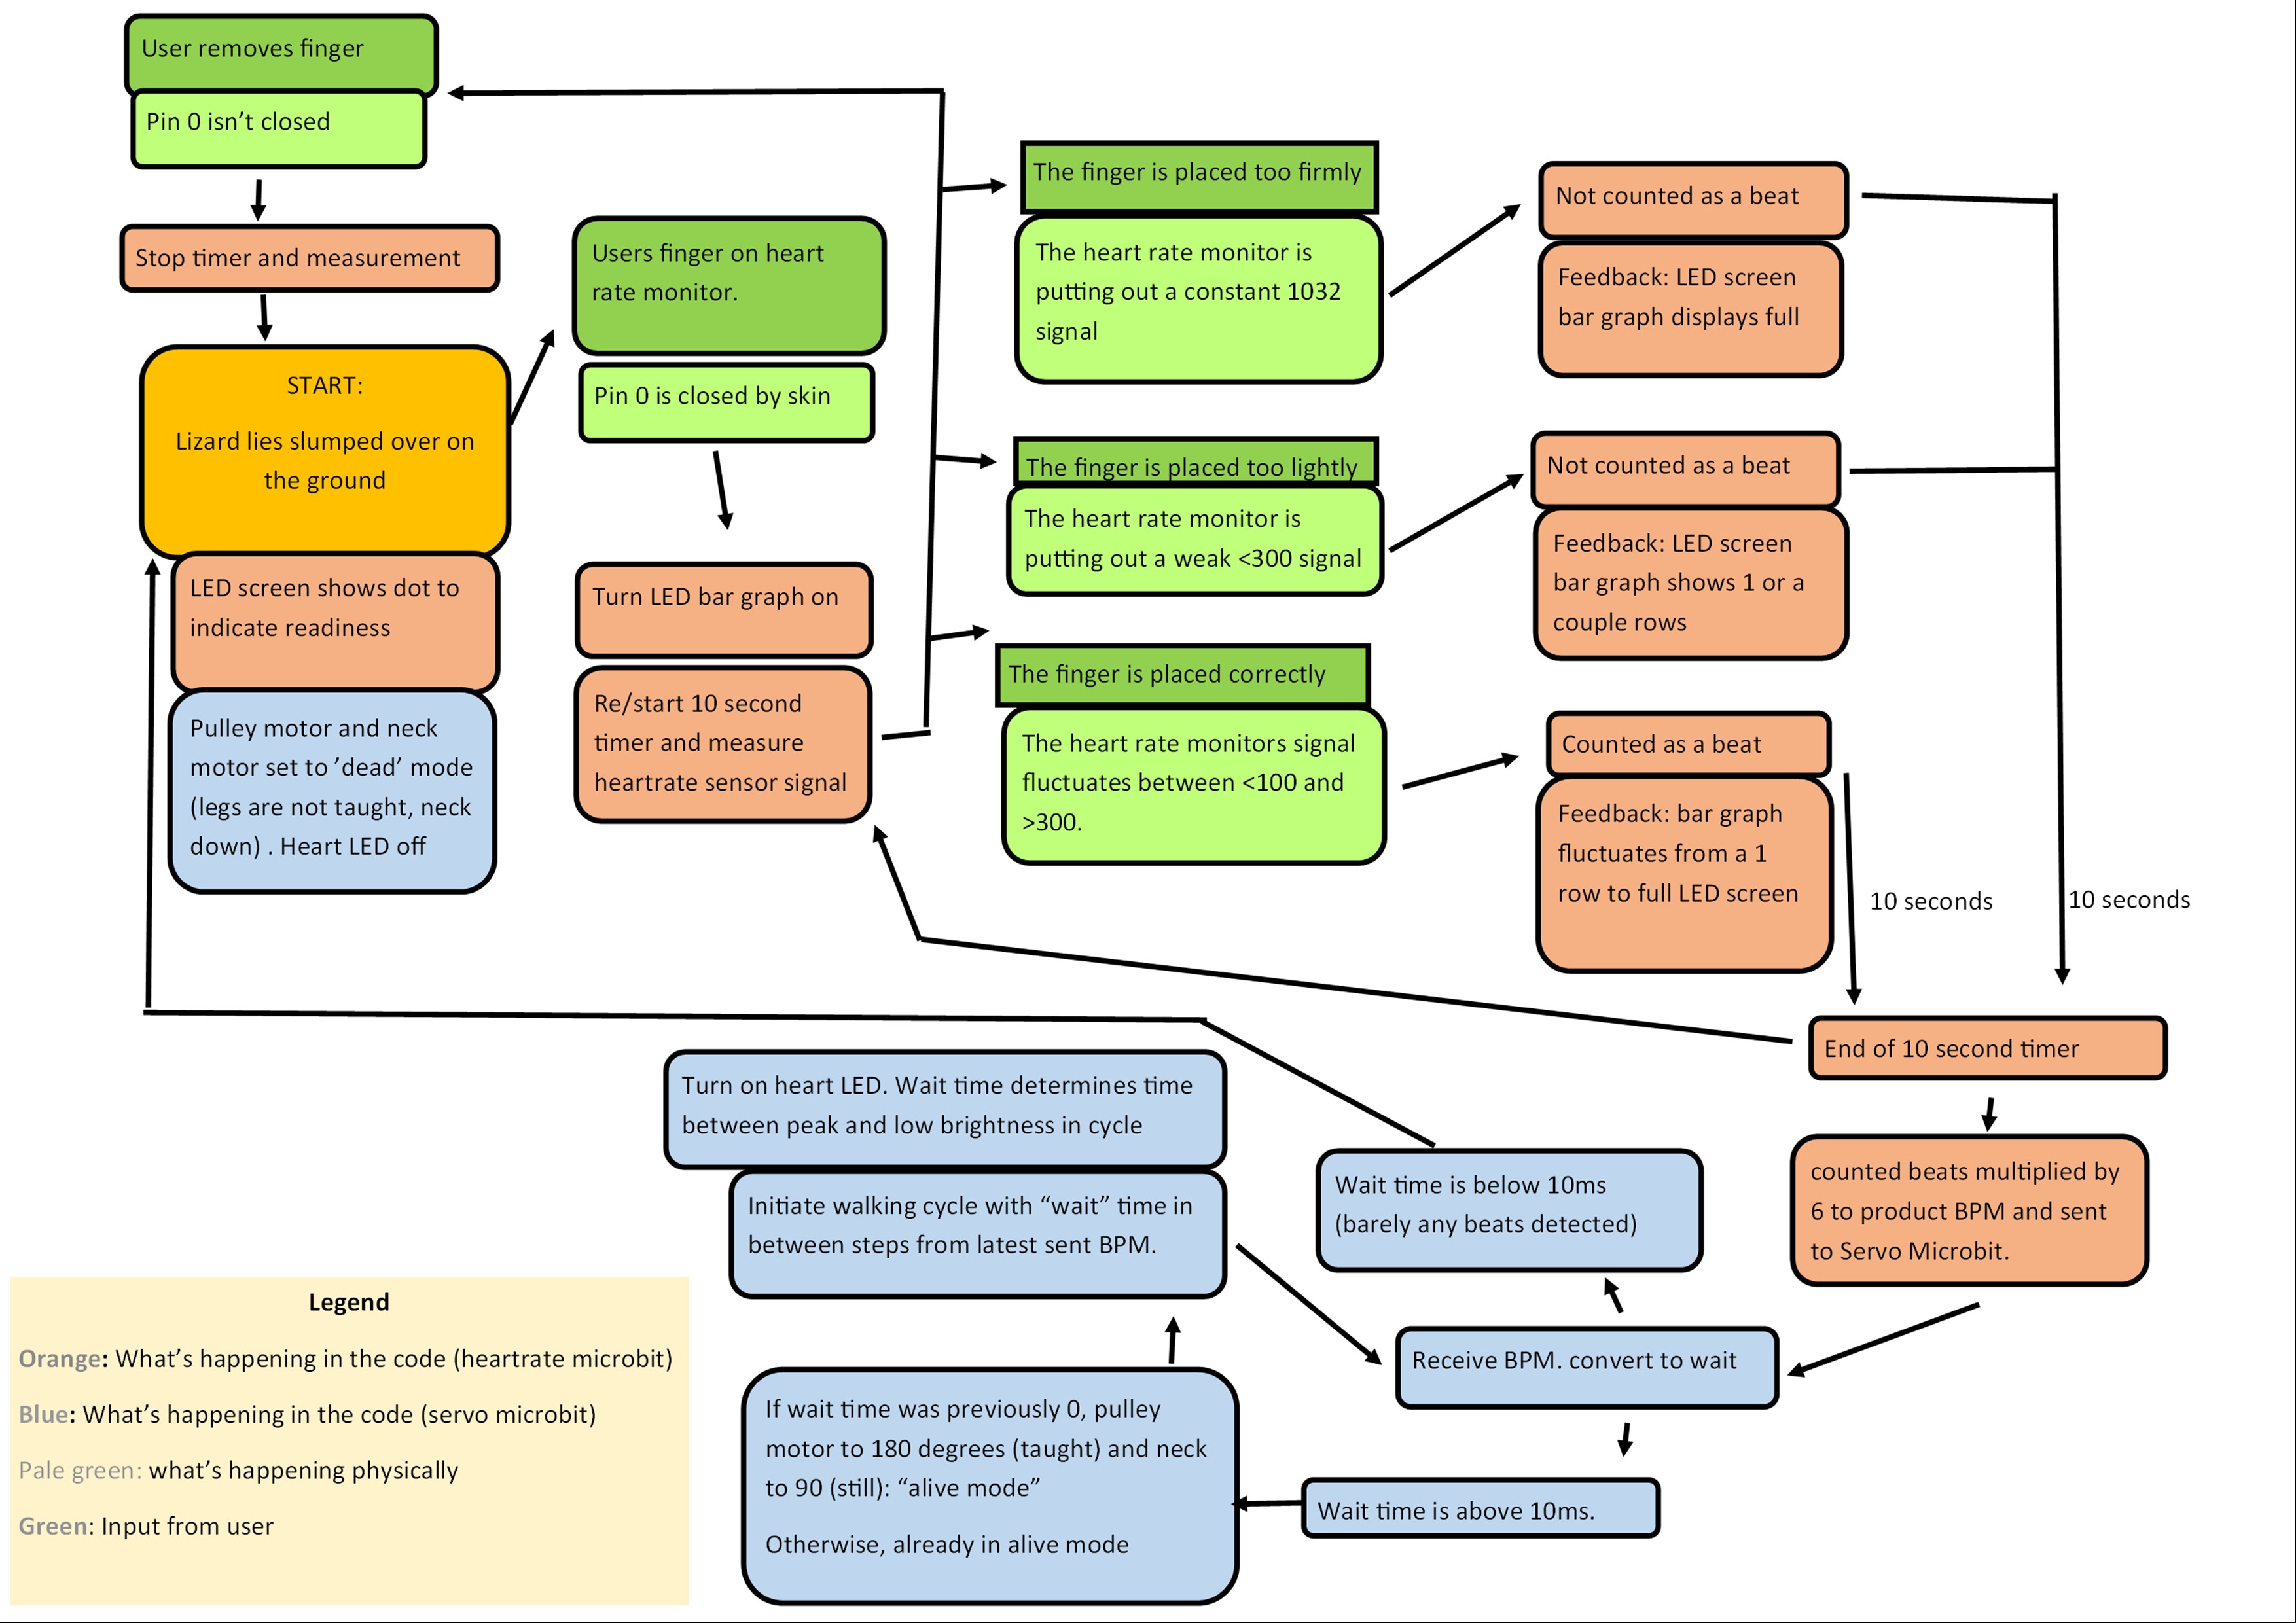 User removes finger
Pin 0 isn’t closed
Stop timer and measurement
START:
Lizard lies slumped over on
the ground
LED screen shows dot to
indicate readiness
Pulley motor and neck
motor set to ’dead’ mode
(legs are not taught, neck
down) . Heart LED off
Users finger on heart
rate monitor.
Pin 0 is closed by skin
Turn LED bar graph on
Re/start 10 second
timer and measure
heartrate sensor signal
The finger is placed too firmly
The heart rate monitor is
putting out a constant 1032
signal
The finger is placed too lightly
The heart rate monitor is
putting out a weak <300 signal
The finger is placed correctly
The heart rate monitors signal
fluctuates between <100 and
>300.
Not counted as a beat
Feedback: LED screen
bar graph displays full
Not counted as a beat
Feedback: LED screen
bar graph shows 1 or a
couple rows
Counted as a beat
Feedback: bar graph
fluctuates from a 1
row to full LED screen
10 seconds
10 seconds
End of 10 second timer
counted beats multiplied by
6 to product BPM and sent
to Servo Microbit.
Receive BPM. convert to wait
Wait time is below 10ms
(barely any beats detected)
Wait time is above 10ms.
If wait time was previously 0, pulley
motor to 180 degrees (taught) and neck
to 90 (still): “alive mode”
Otherwise, already in alive mode
Turn on heart LED. Wait time determines time
between peak and low brightness in cycle
Initiate walking cycle with “wait” time in
between steps from latest sent BPM.
Legend
Orange: What’s happening in the code (heartrate microbit)
Blue: What’s happening in the code (servo microbit)
Pale green: what’s happening physically
Green: Input from user